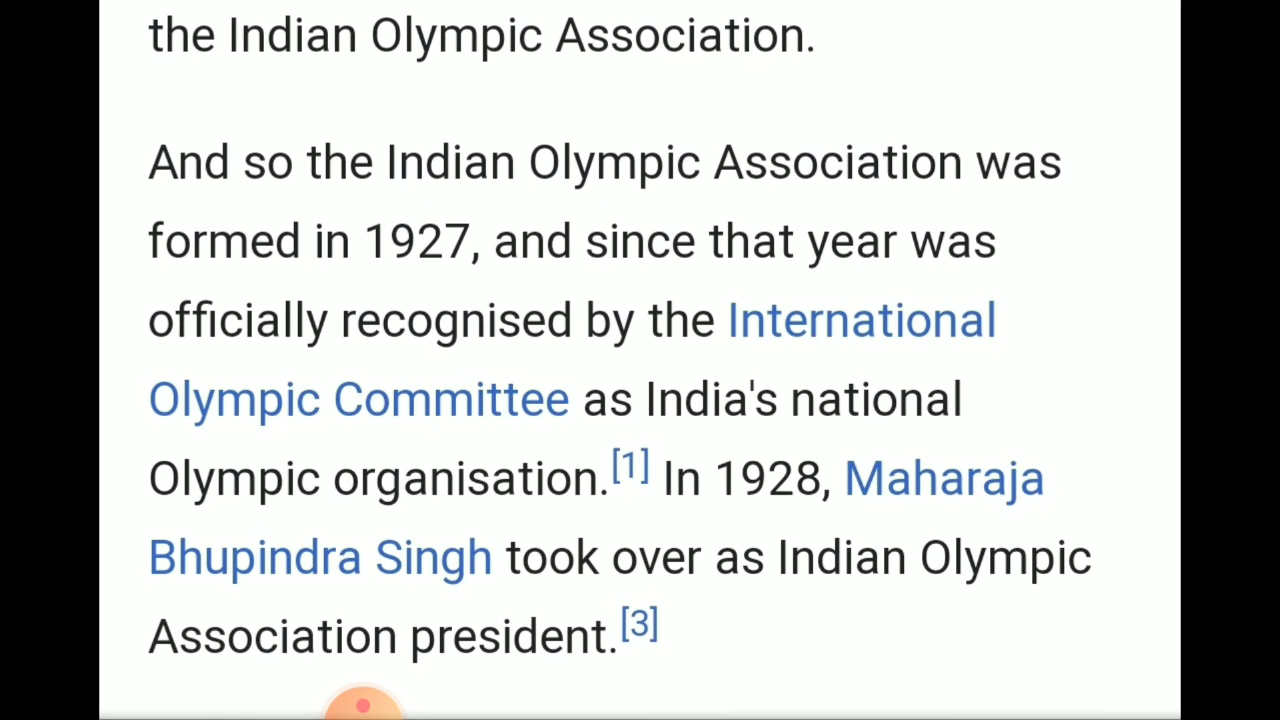 the Indian Olympic Association.
And so the Indian Olympic Association was
formed in 1927, and since that year was
officially recognised by the International
Olympic Committee as India's national
Olympic organisation.[1] In 1928, Maharaja
Bhupindra Singh took over as Indian Olympic
Association president.[3]